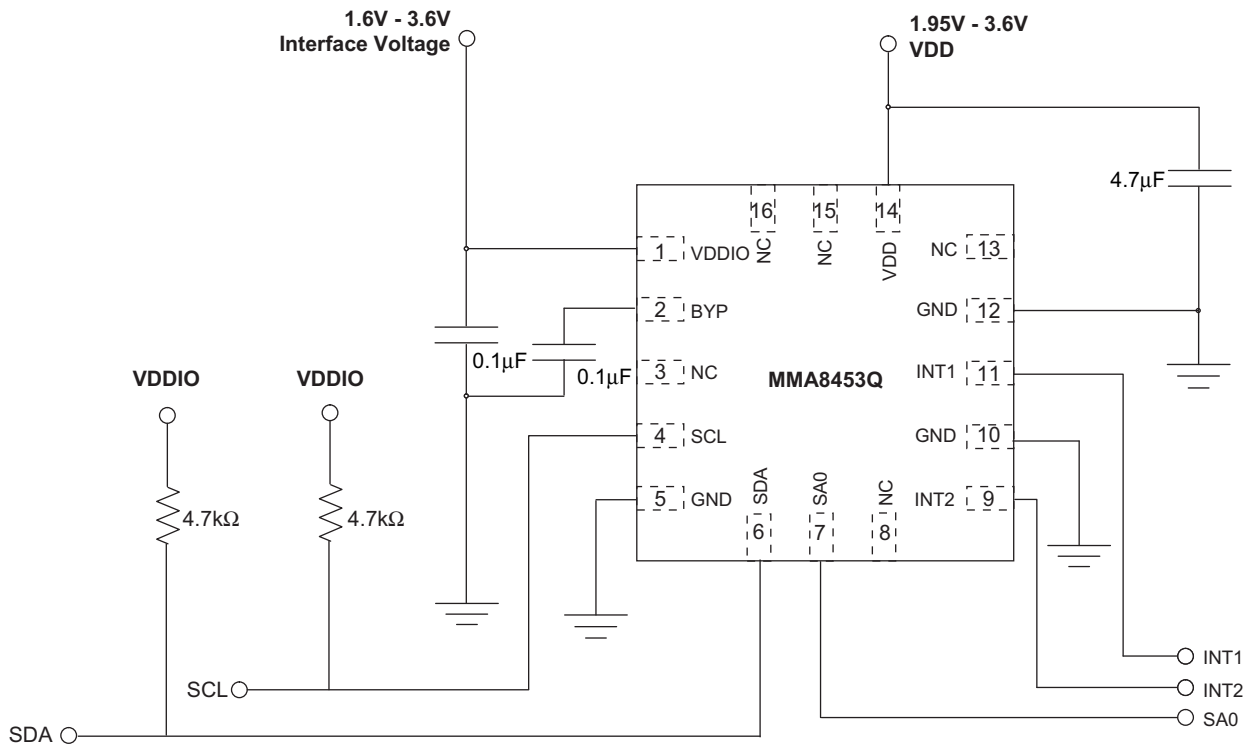 1.6V - 3.6V
Interface Voltage
1.95V - 3.6V
VDD
4.7μF
16
NC
15
NC
14
VDD
1
VDDIO
NC
13
2
BYP
GND
12
0.1μF
0.1μF
3
NC
MMA8453Q
INT1
11
VDDIO
VDDIO
4
SCL
GND
10
5
GND
SDA
6
SA0
7
NC
8
INT2
9
4.7kΩ
4.7kΩ
INT1
SCL
INT2
SA0
SDA